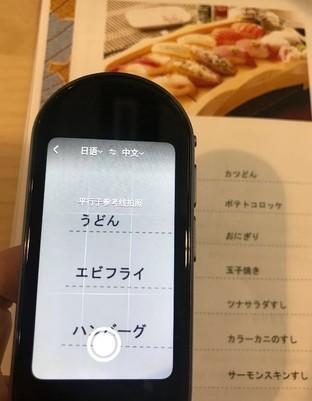 日语 ⇌ 中文
平行于参考线拍照
うどん
エビフライ
ハンバーグ
カツどん
ポテトコロッケ
おにぎり
玉子焼き
ツナサラダすし
カラーカニのすし
サーモンスキンすし